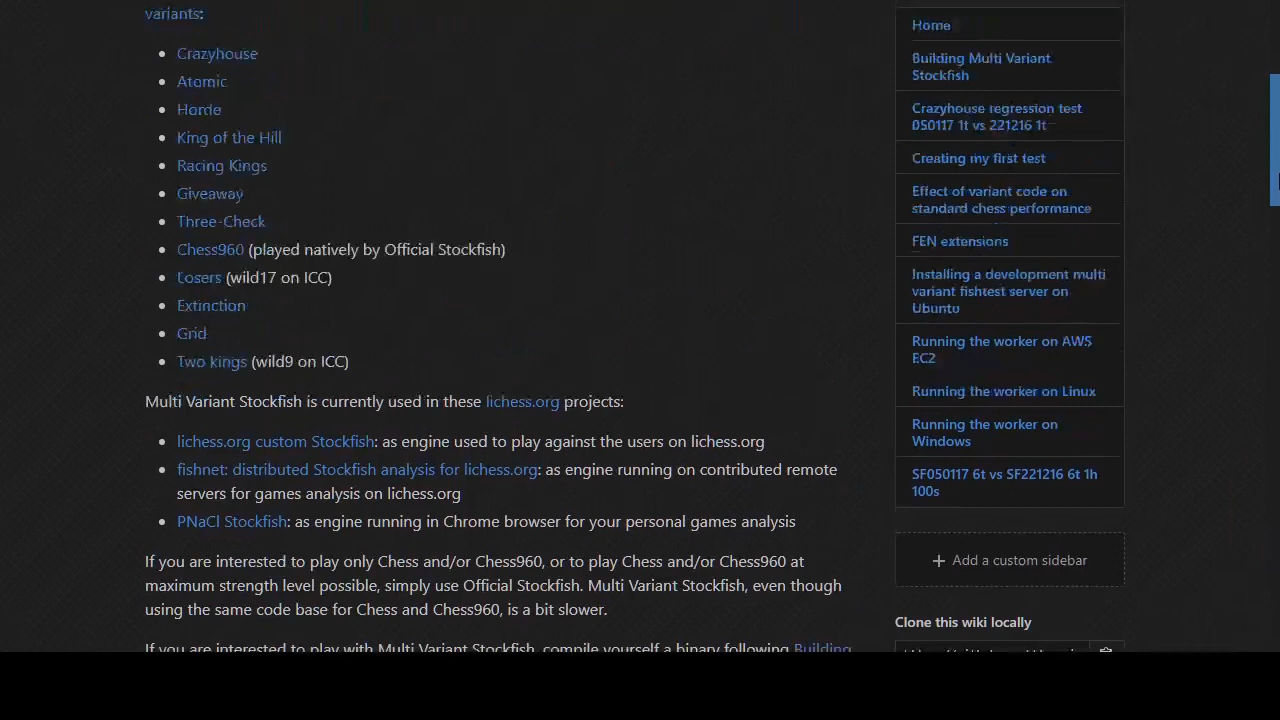 variants:
Crazyhouse
Atomic
Horde
King of the Hill
Racing Kings
Giveaway
Three-Check
Chess960 (played natively by Official Stockfish)
Losers (wild17 on ICC)
Extinction
Grid
Two kings (wild9 on ICC)
Multi Variant Stockfish is currently used in these lichess.org projects:
lichess.org custom Stockfish: as engine used to play against the users on lichess.org
fishnet: distributed Stockfish analysis for lichess.org: as engine running on contributed remote
servers for games analysis on lichess.org
PNaCl Stockfish: as engine running in Chrome browser for your personal games analysis
If you are interested to play only Chess and/or Chess960, or to play Chess and/or Chess960 at
maximum strength level possible, simply use Official Stockfish. Multi Variant Stockfish, even though
using the same code base for Chess and Chess960, is a bit slower.
If you are interested to play with Multi Variant Stockfish, compile yourself a binary following Building
Home
Building Multi Variant
Stockfish
Crazyhouse regression test
050117 1t vs 221216 1t
Creating my first test
Effect of variant code on
standard chess performance
FEN extensions
Installing a development multi
variant fishtest server on
Ubuntu
Running the worker on AWS
EC2
Running the worker on Linux
Running the worker on
Windows
SF050117 6t vs SF221216 6t 1h
100s
+ Add a custom sidebar
Clone this wiki locally